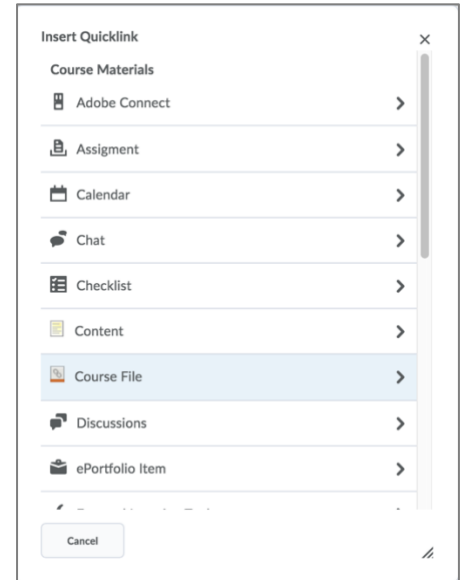 Insert Quicklink
Course Materials
Adobe Connect
Assigment
Calendar
Chat
Checklist
Content
Course File
Discussions
ePortfolio Item
Cancel